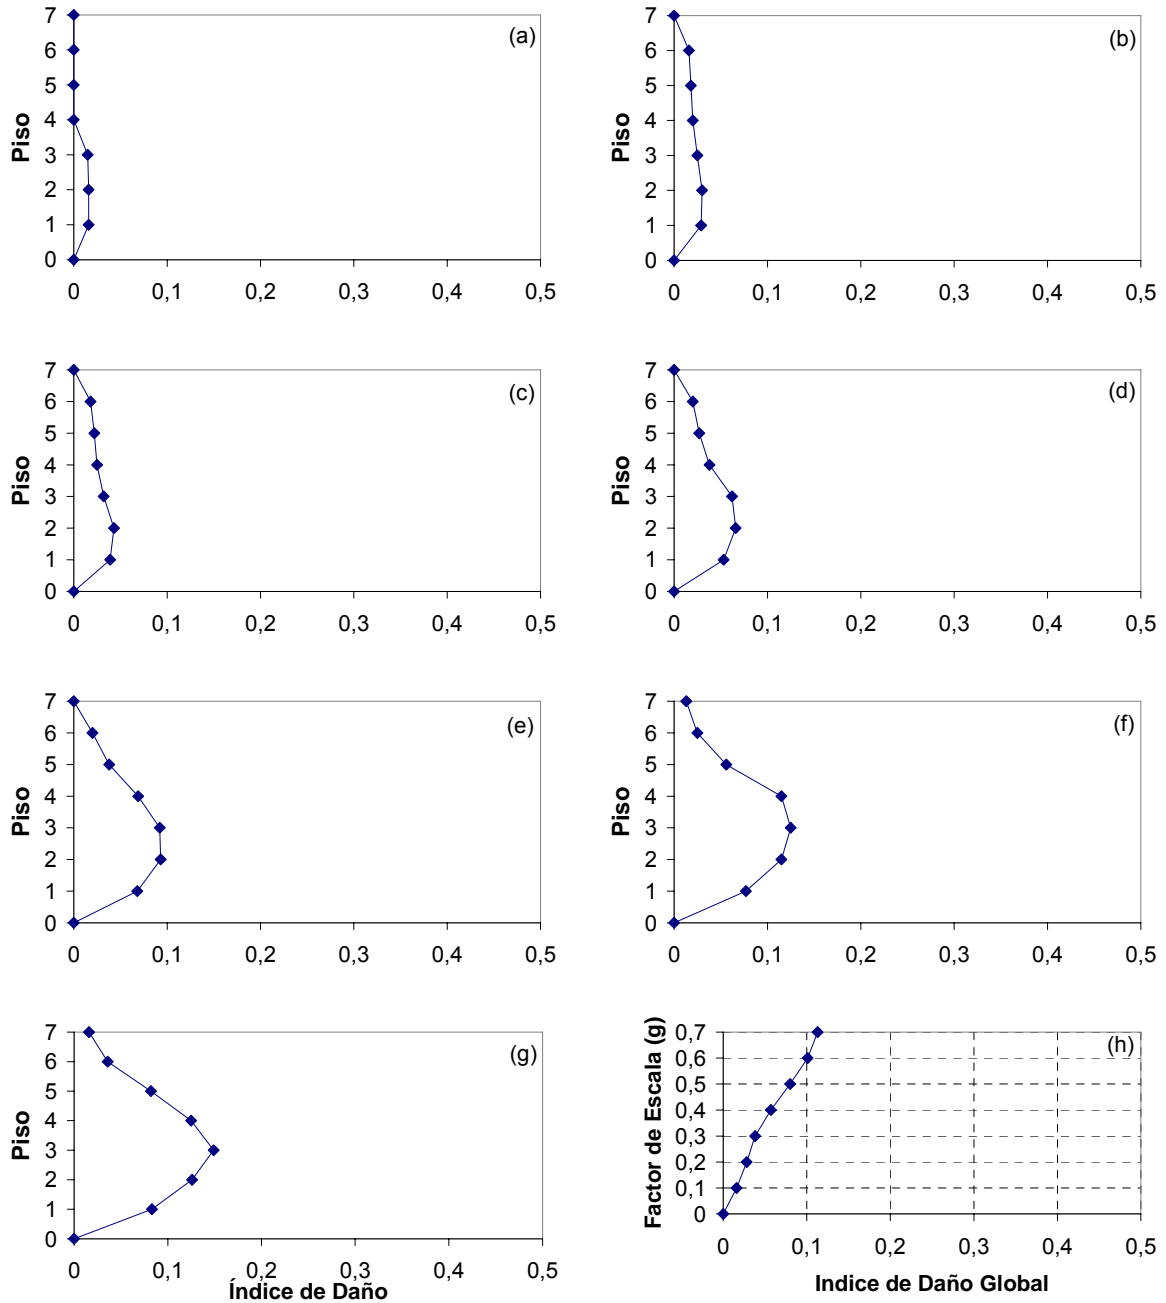 (a)
Piso
7
6
5
4
3
2
1
0
0 0,1 0,2 0,3 0,4 0,5
(b)
Piso
7
6
5
4
3
2
1
0
0 0,1 0,2 0,3 0,4 0,5
(c)
Piso
7
6
5
4
3
2
1
0
0 0,1 0,2 0,3 0,4 0,5
(d)
Piso
7
6
5
4
3
2
1
0
0 0,1 0,2 0,3 0,4 0,5
(e)
Piso
7
6
5
4
3
2
1
0
0 0,1 0,2 0,3 0,4 0,5
(f)
Piso
7
6
5
4
3
2
1
0
0 0,1 0,2 0,3 0,4 0,5
(g)
Piso
7
6
5
4
3
2
1
0
0 0,1 0,2 0,3 0,4 0,5
Índice de Daño
(h)
Factor de Escala (g)
0,7
0,6
0,5
0,4
0,3
0,2
0,1
0
0 0,1 0,2 0,3 0,4 0,5
Indice de Daño Global